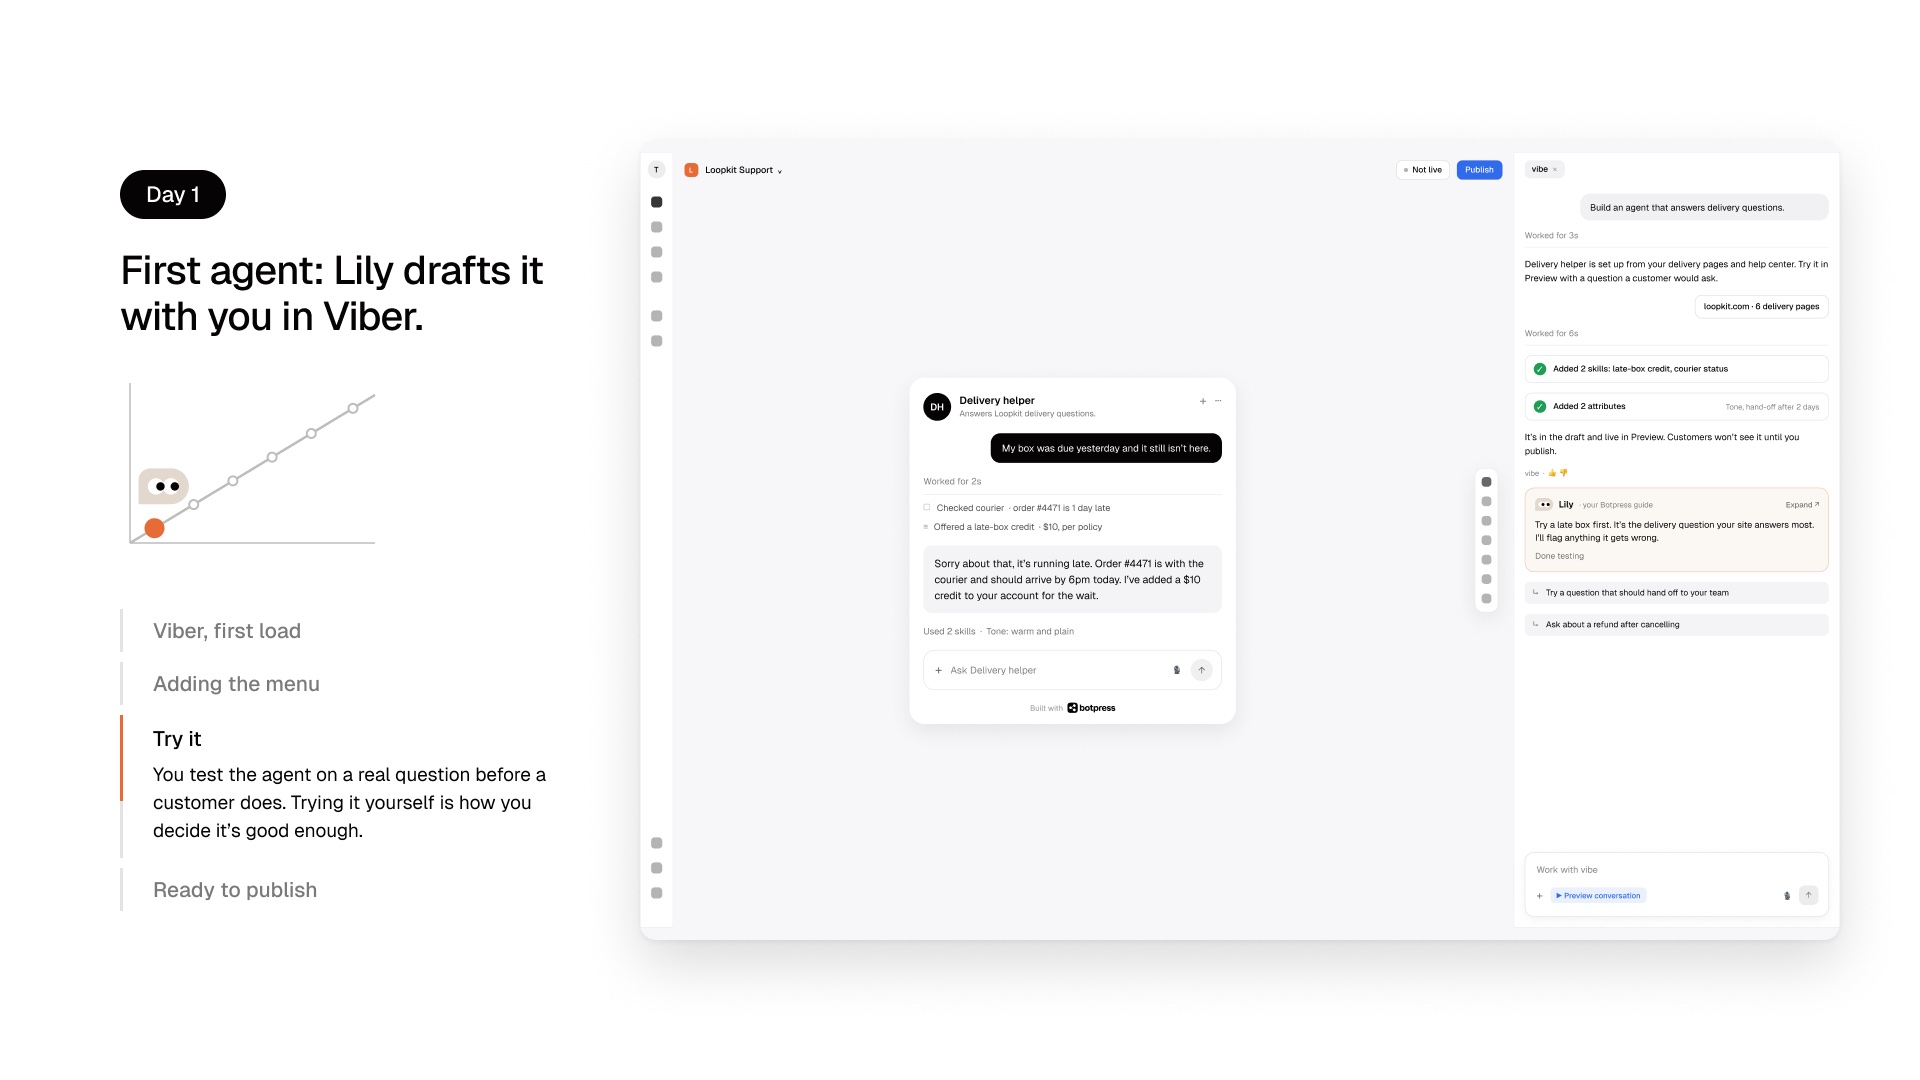 Day 1
First agent: Lily drafts it
with you in Viber.
Viber, first load
Adding the menu
Try it
You test the agent on a real question before a
customer does. Trying it yourself is how you
decide it's good enough.
Ready to publish
T
L
Loopkit Support
Not live
Publish
DH
Delivery helper
Answers Loopkit delivery questions.
My box was due yesterday and it still isn't here.
Worked for 2s
Checked courier · order #4471 is 1 day late
Offered a late-box credit · $10, per policy
Sorry about that, it's running late. Order #4471 is with the
courier and should arrive by 6pm today. I've added a $10
credit to your account for the wait.
Used 2 skills · Tone: warm and plain
Ask Delivery helper
Built with botpress
vibe
Build an agent that answers delivery questions.
Worked for 3s
Delivery helper is set up from your delivery pages and help center. Try it in
Preview with a question a customer would ask.
loopkit.com · 6 delivery pages
Worked for 6s
Added 2 skills: late-box credit, courier status
Added 2 attributes
Tone, hand-off after 2 days
It's in the draft and live in Preview. Customers won't see it until you
publish.
vibe · 👍 👎
Lily · your Botpress guide
Expand ↗
Try a late box first. It's the delivery question your site answers most.
I'll flag anything it gets wrong.
Done testing
Try a question that should hand off to your team
Ask about a refund after cancelling
Work with vibe
Preview conversation